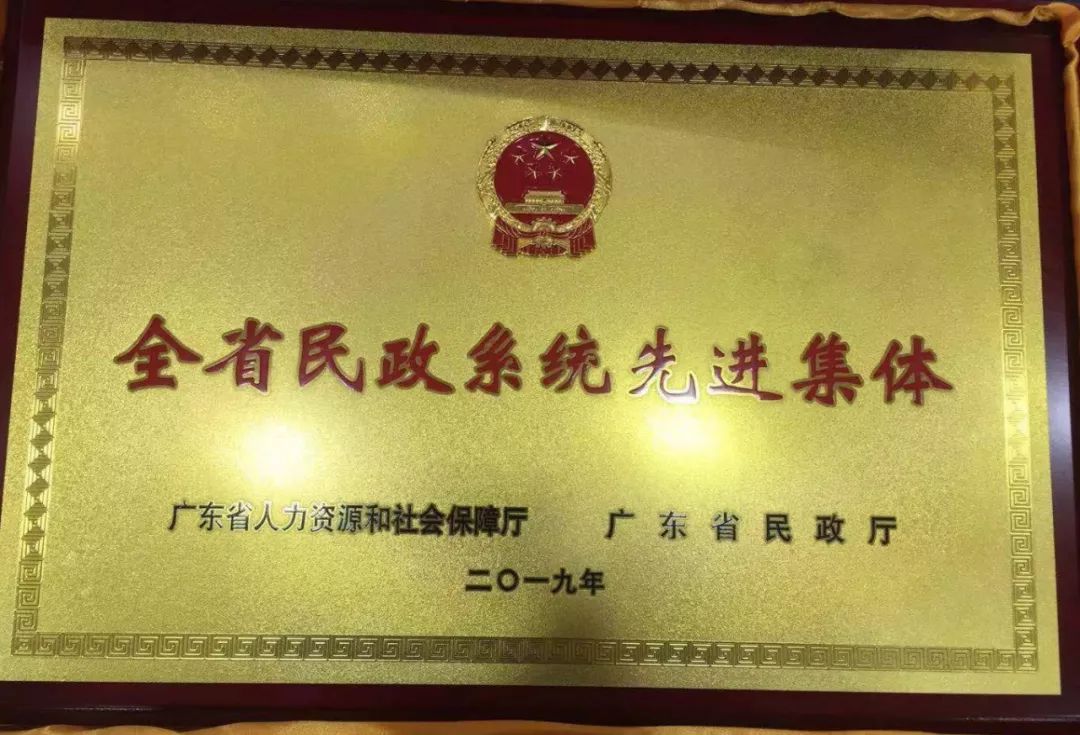 全省民政系统先进集体
广东省人力资源和社会保障厅 广东省民政厅
二〇一九年